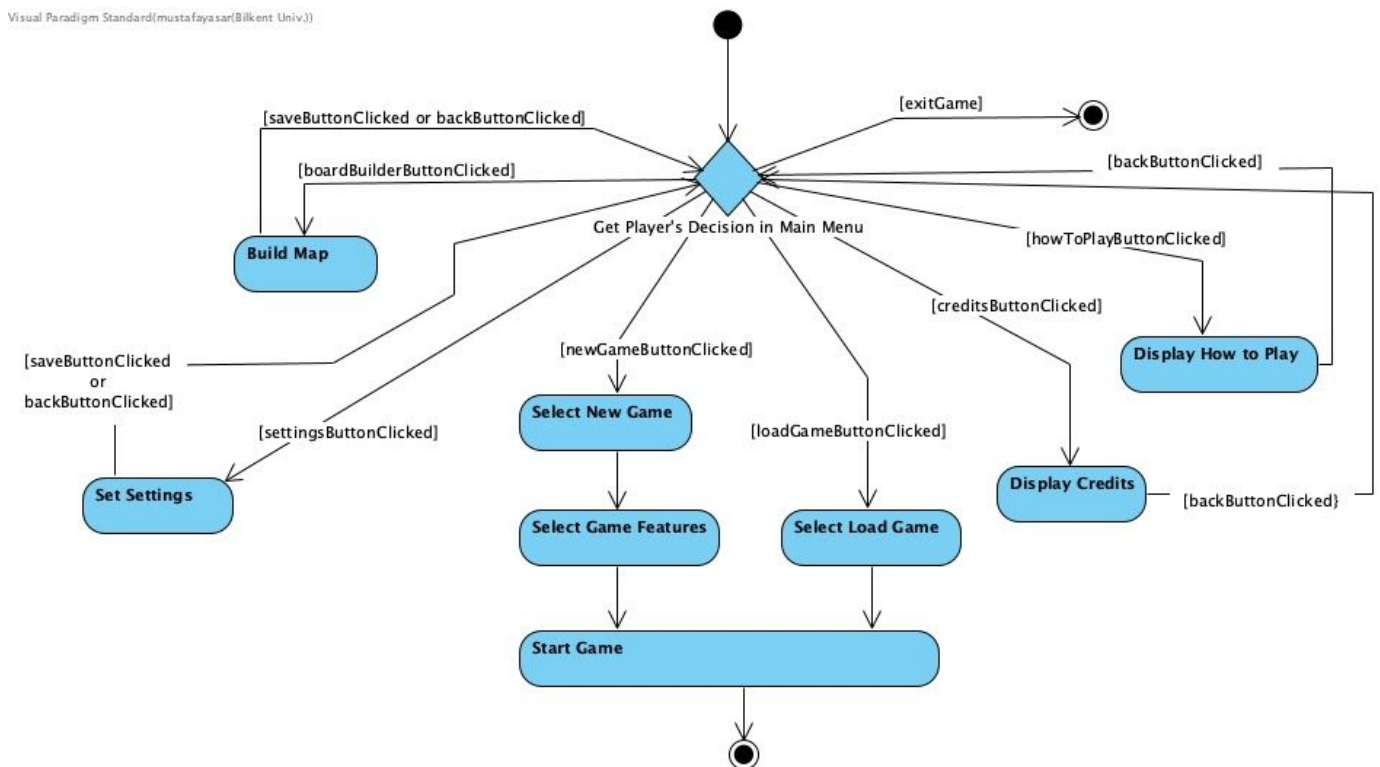 Visual Paradigm Standard(mustafayasar(Bilkent Univ.))
[exitGame]
[saveButtonClicked or backButtonClicked]
[boardBuilderButtonClicked]
[backButtonClicked]
Get Player's Decision in Main Menu
[howToPlayButtonClicked]
Build Map
[creditsButtonClicked]
[saveButtonClicked
or
backButtonClicked]
[newGameButtonClicked]
Display How to Play
Select New Game
[settingsButtonClicked]
[loadGameButtonClicked]
Set Settings
Display Credits
[backButtonClicked}
Select Game Features
Select Load Game
Start Game